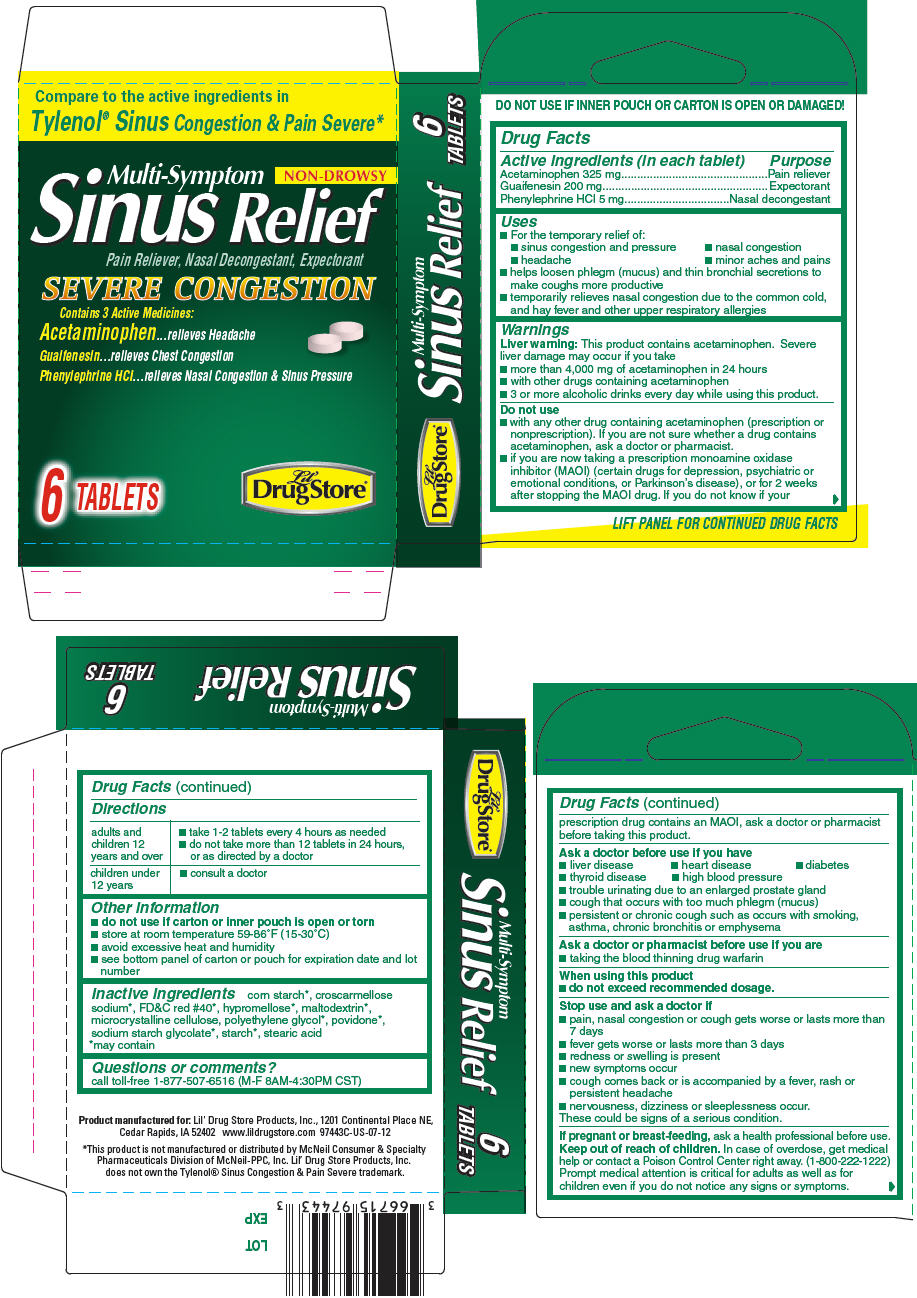 Compare to the active ingredients in
Tylenol® Sinus Congestion & Pain Severe*
Multi-Symptom
NON-DROWSY
Sinus Relief
Pain Reliever, Nasal Decongestant, Expectorant
SEVERE CONGESTION
Contains 3 Active Medicines:
Acetaminophen...relieves Headache
Guaifenesin...relieves Chest Congestion
Phenylephrine HCl...relieves Nasal Congestion & Sinus Pressure
6 TABLETS
Lil'
Drug Store®
6
TABLETS
Multi-Symptom
Sinus Relief
Lil'
Drug Store®
DO NOT USE IF INNER POUCH OR CARTON IS OPEN OR DAMAGED!
Drug Facts
Active ingredients (in each tablet) Purpose
Acetaminophen 325 mg..............................................Pain reliever
Guaifenesin 200 mg....................................................Expectorant
Phenylephrine HCl 5 mg.................................Nasal decongestant
Uses
■ For the temporary relief of:
■ sinus congestion and pressure ■ nasal congestion
■ headache ■ minor aches and pains
■ helps loosen phlegm (mucus) and thin bronchial secretions to
make coughs more productive
■ temporarily relieves nasal congestion due to the common cold,
and hay fever and other upper respiratory allergies
Warnings
Liver warning: This product contains acetaminophen. Severe
liver damage may occur if you take
■ more than 4,000 mg of acetaminophen in 24 hours
■ with other drugs containing acetaminophen
■ 3 or more alcoholic drinks every day while using this product.
Do not use
■ with any other drug containing acetaminophen (prescription or
nonprescription). If you are not sure whether a drug contains
acetaminophen, ask a doctor or pharmacist.
■ if you are now taking a prescription monoamine oxidase
inhibitor (MAOI) (certain drugs for depression, psychiatric or
emotional conditions, or Parkinson's disease), or for 2 weeks
after stopping the MAOI drug. If you do not know if your
LIFT PANEL FOR CONTINUED DRUG FACTS
Multi-Symptom
Sinus Relief
6
TABLETS
Drug Facts (continued)
Directions
adults and
children 12
years and over
■ take 1-2 tablets every 4 hours as needed
■ do not take more than 12 tablets in 24 hours,
or as directed by a doctor
children under
12 years
■ consult a doctor
Other information
■ do not use if carton or inner pouch is open or torn
■ store at room temperature 59-86˚F (15-30˚C)
■ avoid excessive heat and humidity
■ see bottom panel of carton or pouch for expiration date and lot
number
Inactive ingredients corn starch*, croscarmellose
sodium*, FD&C red #40*, hypromellose*, maltodextrin*,
microcrystalline cellulose, polyethylene glycol*, povidone*,
sodium starch glycolate*, starch*, stearic acid
*may contain
Questions or comments?
call toll-free 1-877-507-6516 (M-F 8AM-4:30PM CST)
Product manufactured for: Lil' Drug Store Products, Inc., 1201 Continental Place NE,
Cedar Rapids, IA 52402 www.lildrugstore.com 97443C-US-07-12
*This product is not manufactured or distributed by McNeil Consumer & Specialty
Pharmaceuticals Division of McNeil-PPC, Inc. Lil' Drug Store Products, Inc.
does not own the Tylenol® Sinus Congestion & Pain Severe trademark.
LOT
EXP
3 66715 97443 3
Lil'
Drug Store®
Multi-Symptom
Sinus Relief
6
TABLETS
Drug Facts (continued)
prescription drug contains an MAOI, ask a doctor or pharmacist
before taking this product.
Ask a doctor before use if you have
■ liver disease ■ heart disease ■ diabetes
■ thyroid disease ■ high blood pressure
■ trouble urinating due to an enlarged prostate gland
■ cough that occurs with too much phlegm (mucus)
■ persistent or chronic cough such as occurs with smoking,
asthma, chronic bronchitis or emphysema
Ask a doctor or pharmacist before use if you are
■ taking the blood thinning drug warfarin
When using this product
■ do not exceed recommended dosage.
Stop use and ask a doctor if
■ pain, nasal congestion or cough gets worse or lasts more than
7 days
■ fever gets worse or lasts more than 3 days
■ redness or swelling is present
■ new symptoms occur
■ cough comes back or is accompanied by a fever, rash or
persistent headache
■ nervousness, dizziness or sleeplessness occur.
These could be signs of a serious condition.
If pregnant or breast-feeding, ask a health professional before use.
Keep out of reach of children. In case of overdose, get medical
help or contact a Poison Control Center right away. (1-800-222-1222)
Prompt medical attention is critical for adults as well as for
children even if you do not notice any signs or symptoms.